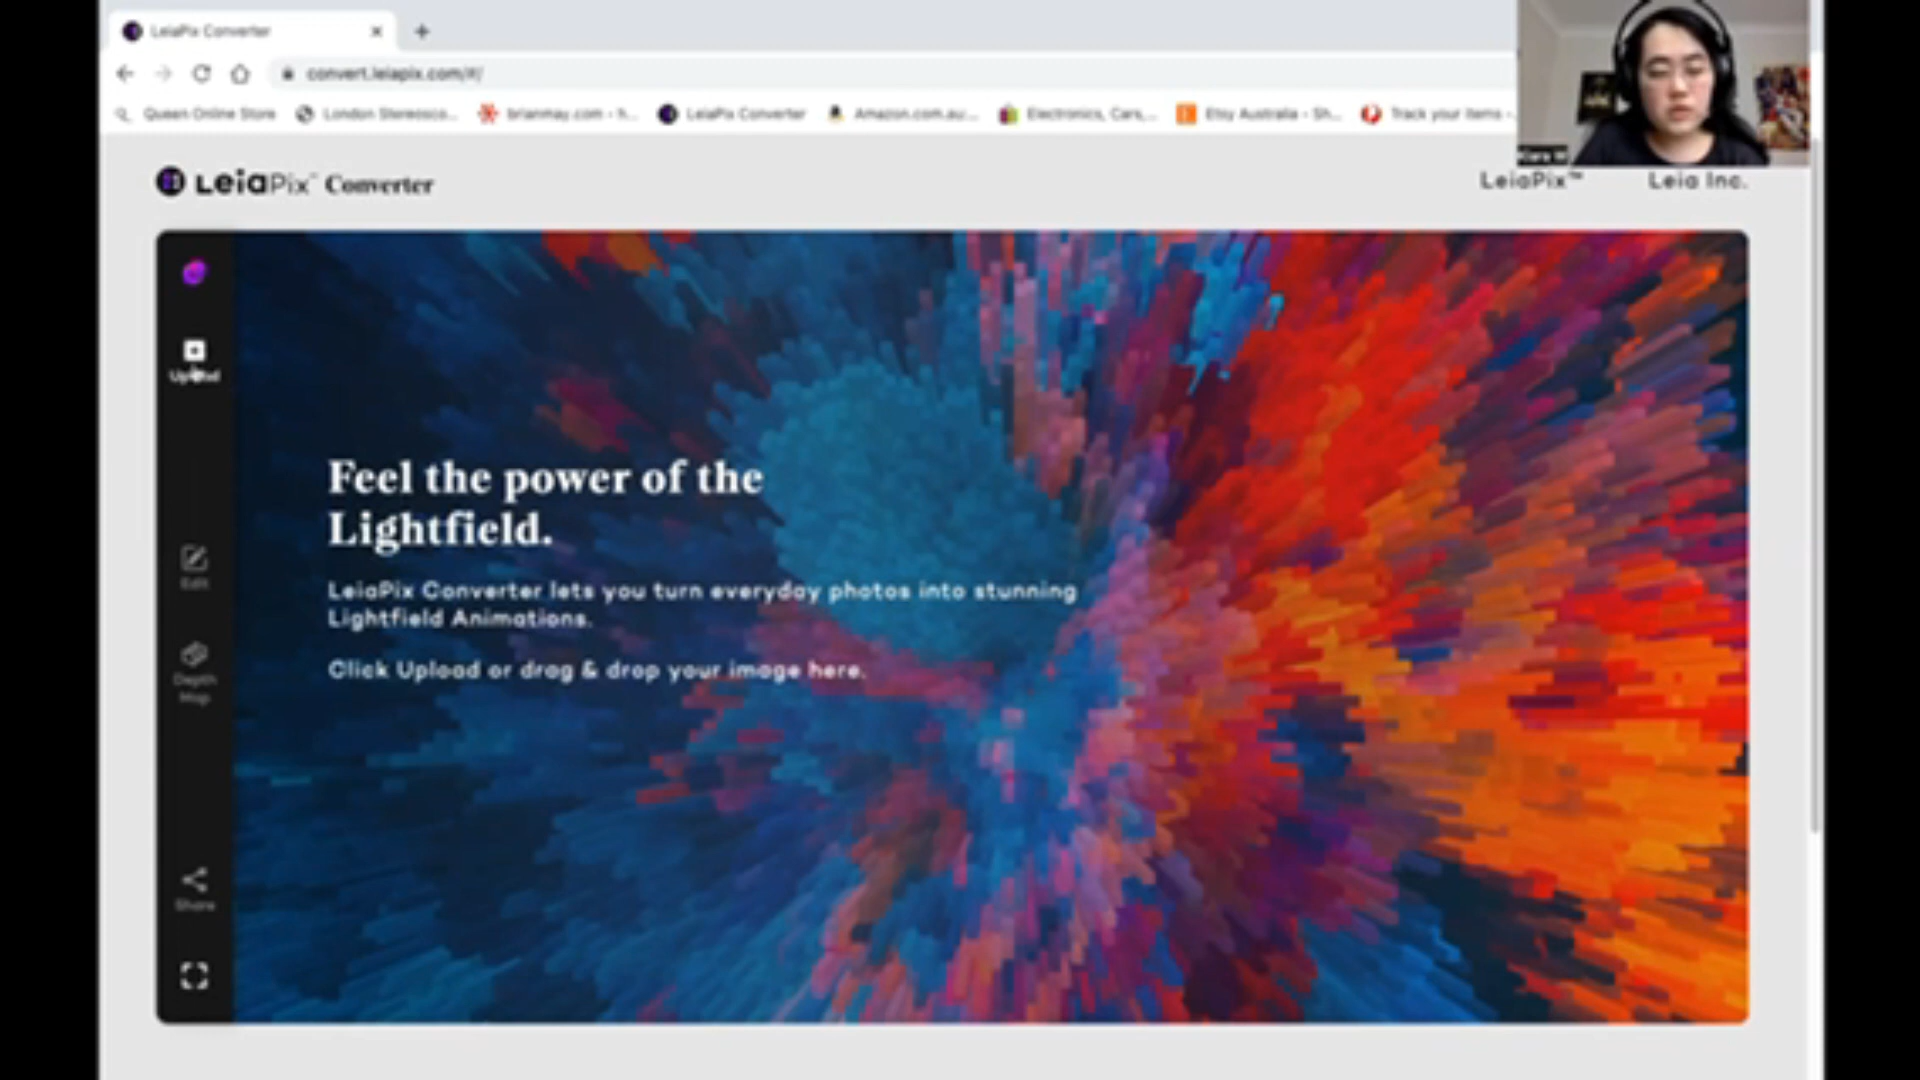 LeiaPix Converter
convert.leiapix.com/#/
Queen Online Store
London Stereosco...
brianmay.com - h...
LeiaPix Converter
Amazon.com.au...
Electronics, Cars,...
Etsy Australia - Sh...
Track your items -
LeiaPix™ Converter
LeiaPix™
Leia Inc.
Upload
Feel the power of the
Lightfield.
LeiaPix Converter lets you turn everyday photos into stunning
Lightfield Animations.
Click Upload or drag & drop your image here.
Edit
Depth
Map
Share